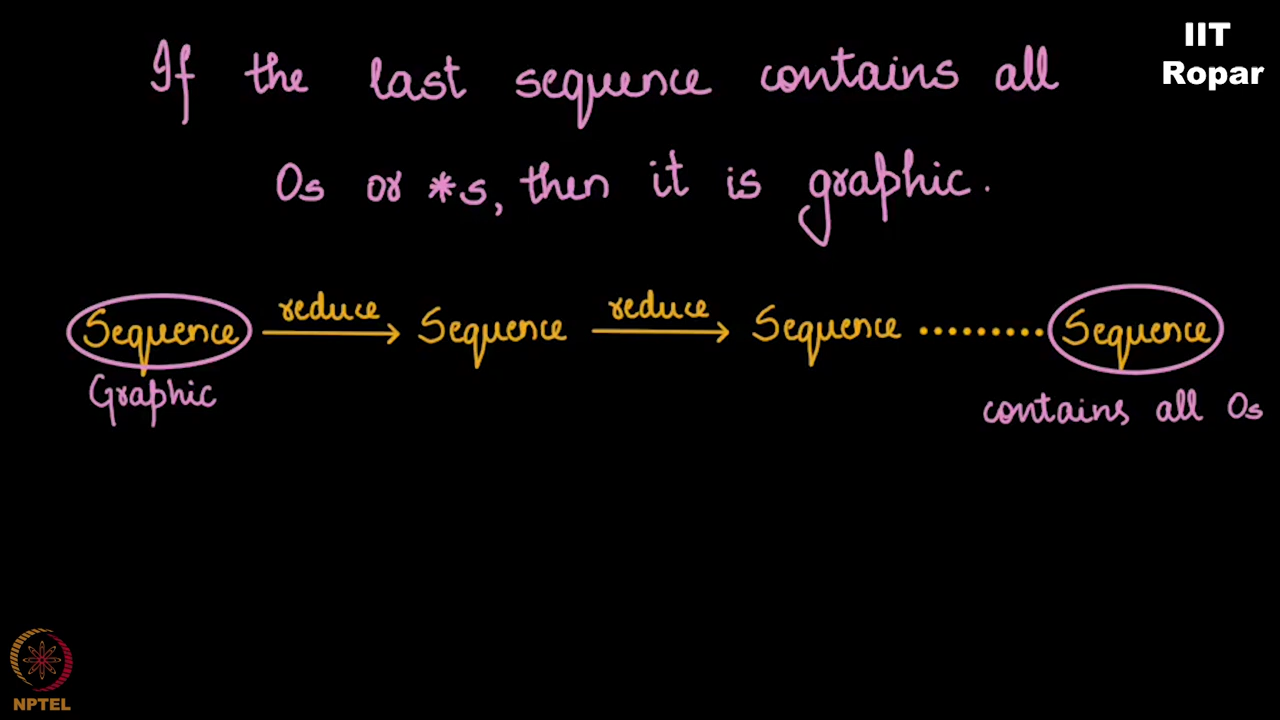 IIT
Ropar
If the last sequence contains all
0s or *s, then it is graphic.
Sequence reduce Sequence reduce Sequence ......... Sequence
Graphic
contains all 0s
NPTEL